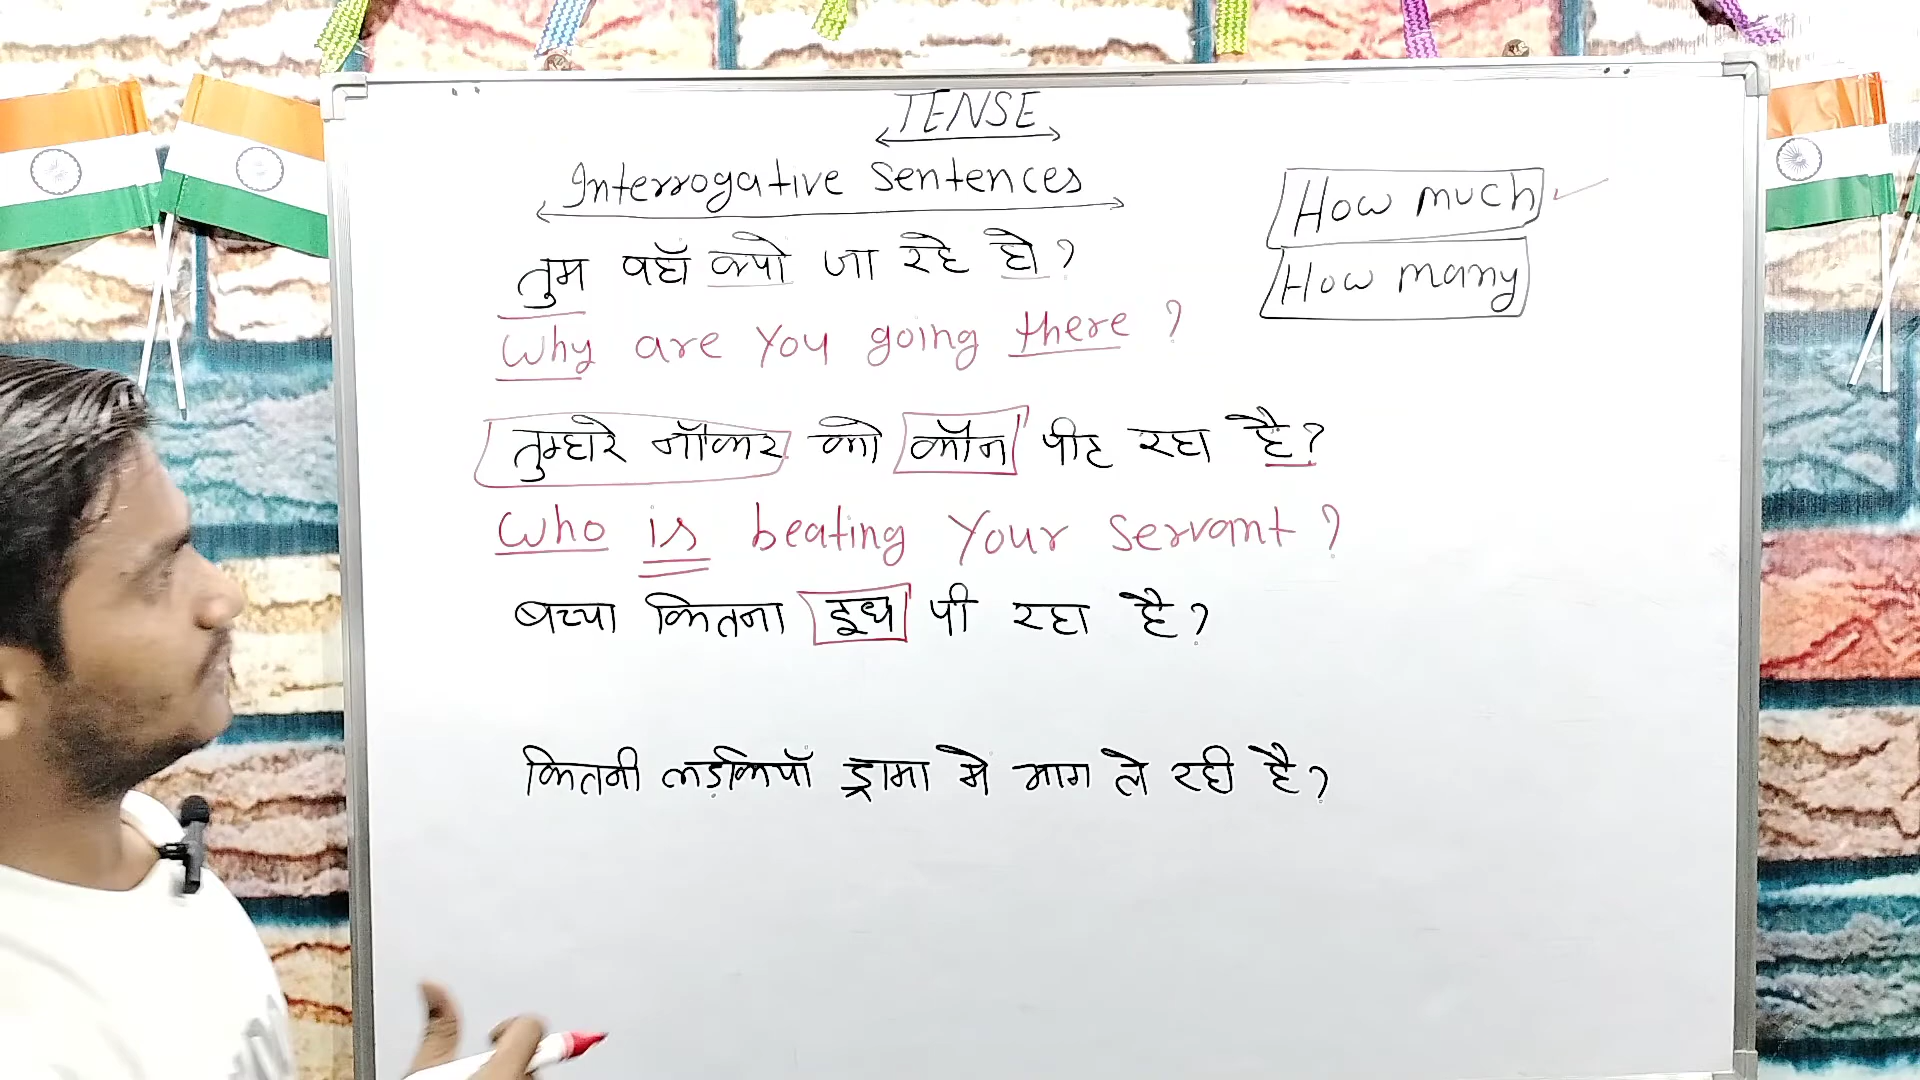 TENSE
Interrogative Sentences
How much
How many
तुम वहाँ क्यो जा रहे हो?
Why are you going there ?
तुम्हारे नौकर को कौन पीट रहा है?
Who is beating Your Servant ?
बच्चा कितना दूध पी रहा है?
कितनी लड़कियाँ ड्रामा मे भाग ले रही है?